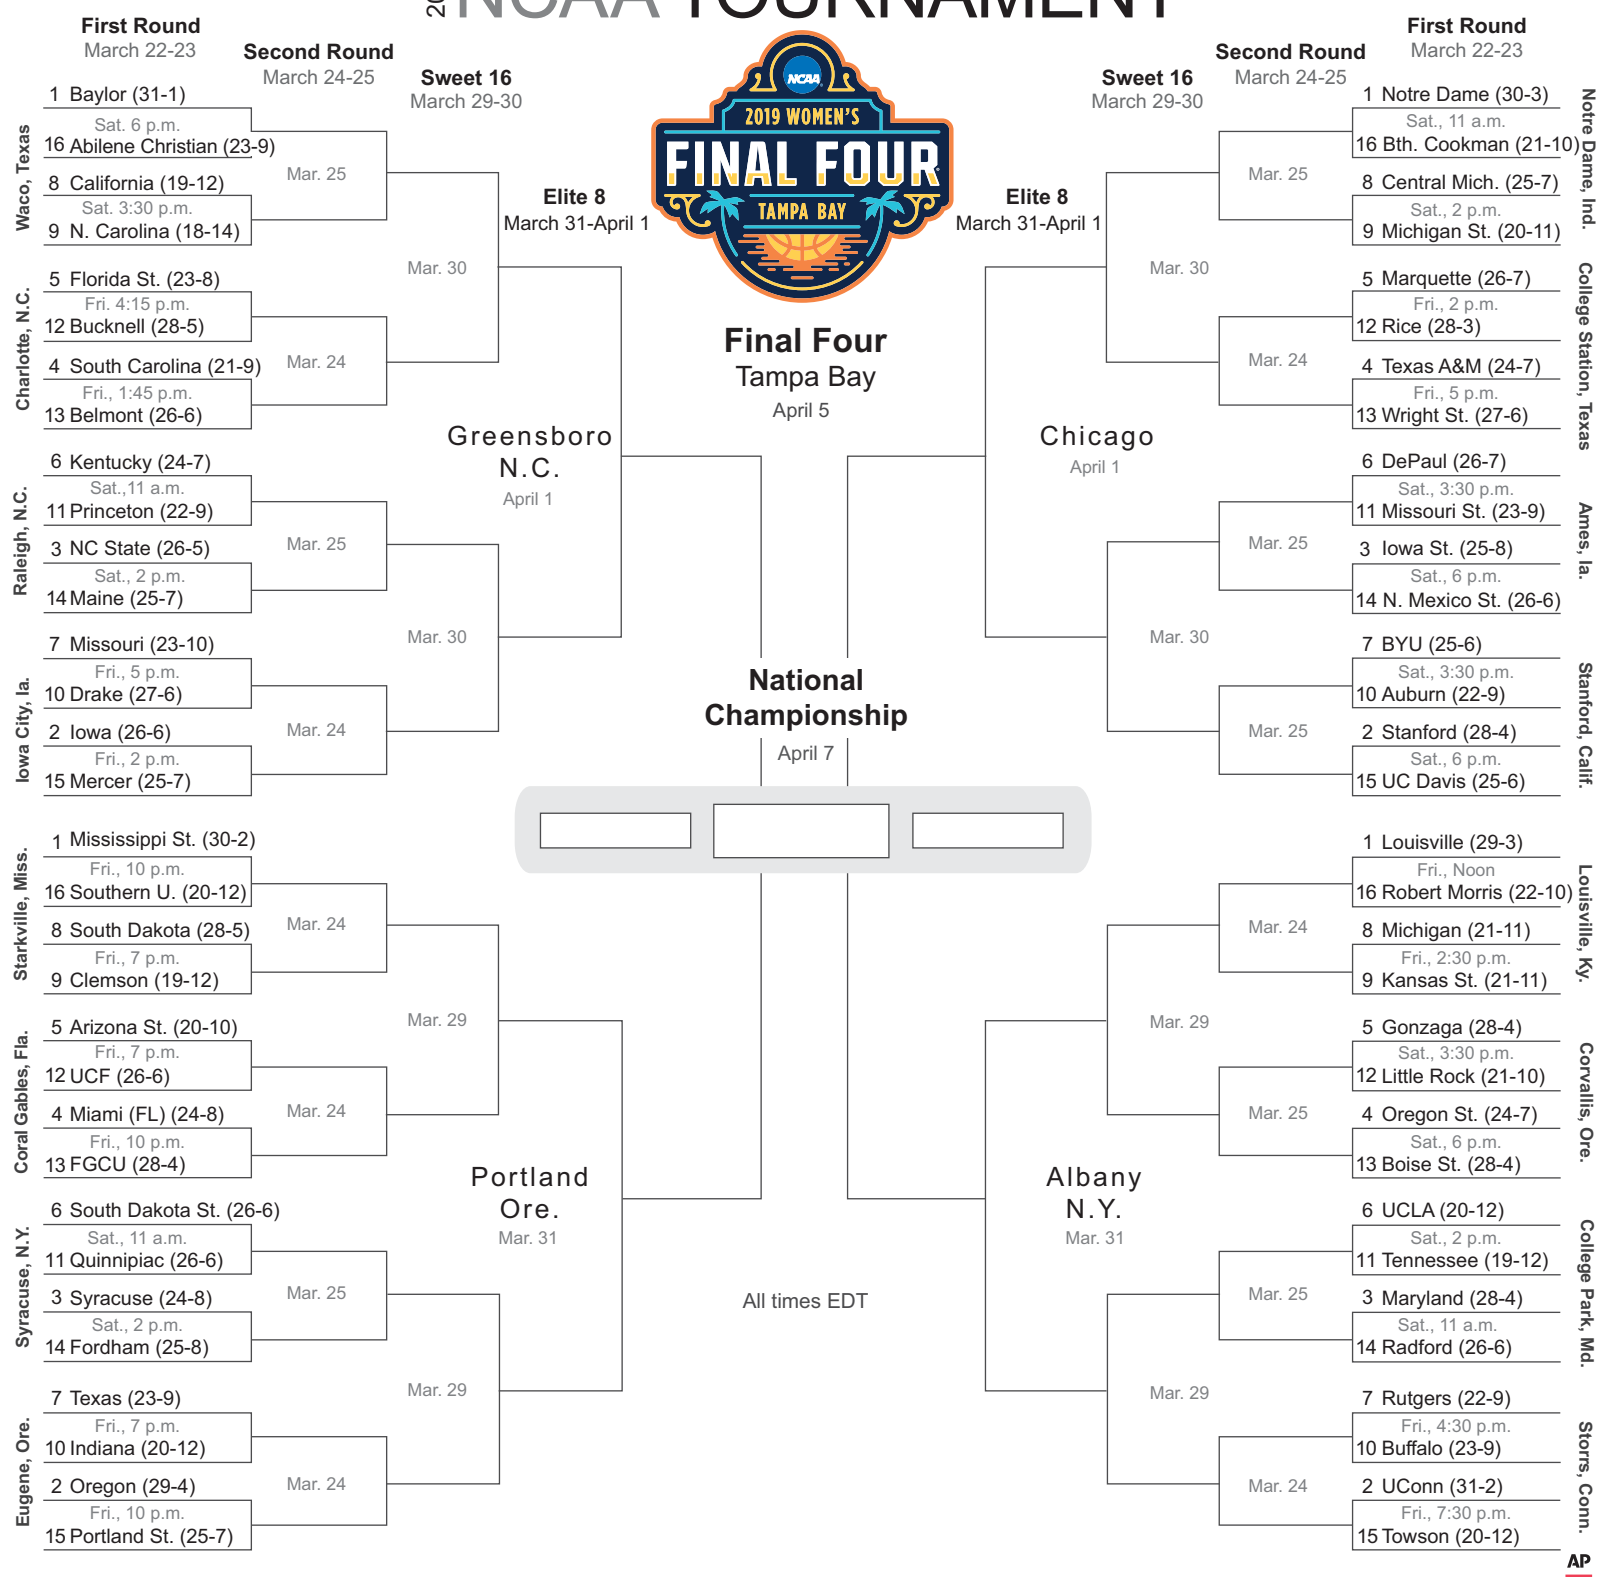 NCAA TOURNAMENT
First Round
March 22-23
Second Round
March 24-25
Sweet 16
March 29-30
Elite 8
March 31-April 1
Waco, Texas
1 Baylor (31-1)
Sat. 6 p.m.
16 Abilene Christian (23-9)
Mar. 25
8 California (19-12)
Sat. 3:30 p.m.
9 N. Carolina (18-14)
Mar. 30
Charlotte, N.C.
5 Florida St. (23-8)
Fri. 4:15 p.m.
12 Bucknell (28-5)
Mar. 24
4 South Carolina (21-9)
Fri., 1:45 p.m.
13 Belmont (26-6)
Greensboro
N.C.
April 1
Raleigh, N.C.
6 Kentucky (24-7)
Sat.,11 a.m.
11 Princeton (22-9)
Mar. 25
3 NC State (26-5)
Sat., 2 p.m.
14 Maine (25-7)
Mar. 30
Iowa City, Ia.
7 Missouri (23-10)
Fri., 5 p.m.
10 Drake (27-6)
Mar. 24
2 Iowa (26-6)
Fri., 2 p.m.
15 Mercer (25-7)
Starkville, Miss.
1 Mississippi St. (30-2)
Fri., 10 p.m.
16 Southern U. (20-12)
Mar. 24
8 South Dakota (28-5)
Fri., 7 p.m.
9 Clemson (19-12)
Mar. 29
Coral Gables, Fla.
5 Arizona St. (20-10)
Fri., 7 p.m.
12 UCF (26-6)
Mar. 24
4 Miami (FL) (24-8)
Fri., 10 p.m.
13 FGCU (28-4)
Portland
Ore.
Mar. 31
Syracuse, N.Y.
6 South Dakota St. (26-6)
Sat., 11 a.m.
11 Quinnipiac (26-6)
Mar. 25
3 Syracuse (24-8)
Sat., 2 p.m.
14 Fordham (25-8)
Mar. 29
Eugene, Ore.
7 Texas (23-9)
Fri., 7 p.m.
10 Indiana (20-12)
Mar. 24
2 Oregon (29-4)
Fri., 10 p.m.
15 Portland St. (25-7)
NCAA
2019 WOMEN'S
FINAL FOUR
TAMPA BAY
Final Four
Tampa Bay
April 5
National
Championship
April 7
All times EDT
First Round
March 22-23
Second Round
March 24-25
Sweet 16
March 29-30
Elite 8
March 31-April 1
Notre Dame, Ind.
1 Notre Dame (30-3)
Sat., 11 a.m.
16 Bth. Cookman (21-10)
Mar. 25
8 Central Mich. (25-7)
Sat., 2 p.m.
9 Michigan St. (20-11)
Mar. 30
College Station, Texas
5 Marquette (26-7)
Fri., 2 p.m.
12 Rice (28-3)
Mar. 24
4 Texas A&M (24-7)
Fri., 5 p.m.
13 Wright St. (27-6)
Chicago
April 1
Ames, Ia.
6 DePaul (26-7)
Sat., 3:30 p.m.
11 Missouri St. (23-9)
Mar. 25
3 Iowa St. (25-8)
Sat., 6 p.m.
14 N. Mexico St. (26-6)
Mar. 30
Stanford, Calif.
7 BYU (25-6)
Sat., 3:30 p.m.
10 Auburn (22-9)
Mar. 25
2 Stanford (28-4)
Sat., 6 p.m.
15 UC Davis (25-6)
Louisville, Ky.
1 Louisville (29-3)
Fri., Noon
16 Robert Morris (22-10)
Mar. 24
8 Michigan (21-11)
Fri., 2:30 p.m.
9 Kansas St. (21-11)
Mar. 29
Corvallis, Ore.
5 Gonzaga (28-4)
Sat., 3:30 p.m.
12 Little Rock (21-10)
Mar. 25
4 Oregon St. (24-7)
Sat., 6 p.m.
13 Boise St. (28-4)
Albany
N.Y.
Mar. 31
College Park, Md.
6 UCLA (20-12)
Sat., 2 p.m.
11 Tennessee (19-12)
Mar. 25
3 Maryland (28-4)
Sat., 11 a.m.
14 Radford (26-6)
Mar. 29
Storrs, Conn.
7 Rutgers (22-9)
Fri., 4:30 p.m.
10 Buffalo (23-9)
Mar. 24
2 UConn (31-2)
Fri., 7:30 p.m.
15 Towson (20-12)
AP